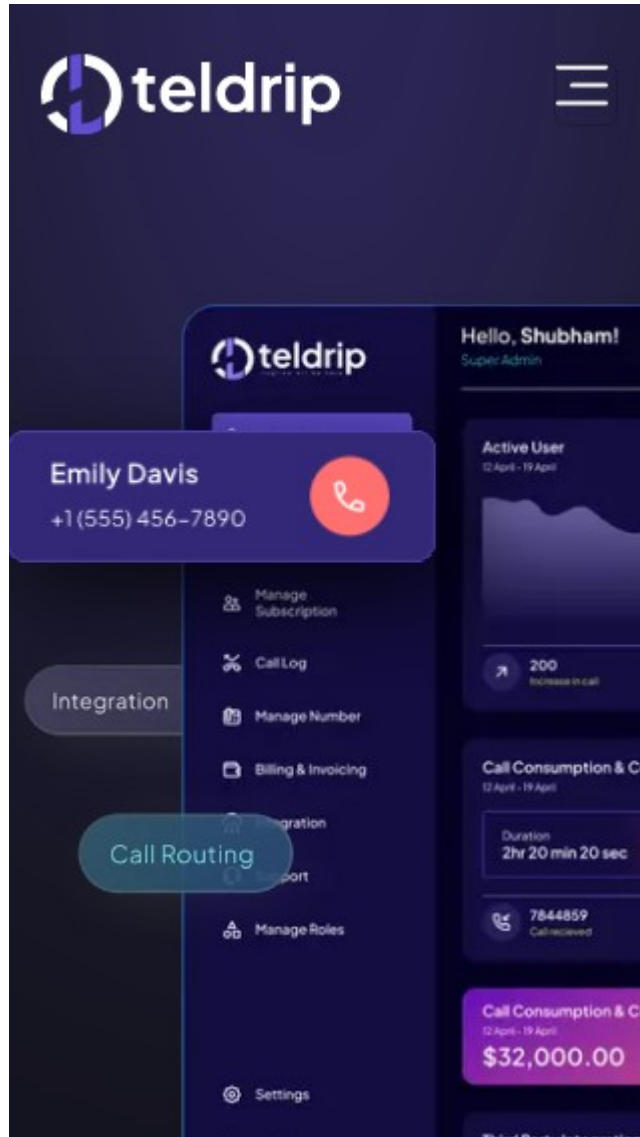 teldrip
teldrip
Hello, Shubham!
Super Admin
Emily Davis
+1 (555) 456-7890
Active User
12 April - 19 April
Manage
Subscription
200
Increase in call
Call Log
Integration
Manage Number
Billing & Invoicing
Call Consumption & C
12 April - 19 April
gration
Duration
2hr 20 min 20 sec
Call Routing
port
7844859
Call recieved
Manage Roles
Call Consumption & C
12 April - 19 April
$32,000.00
Settings